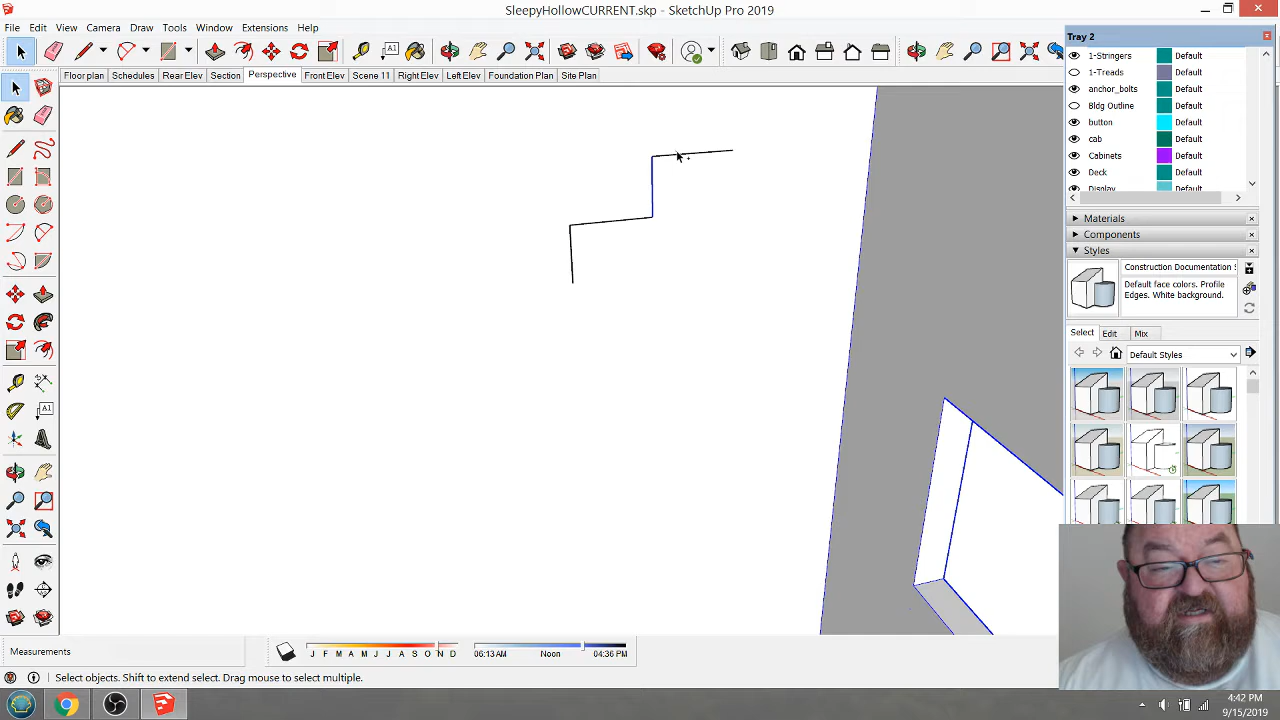 SleepyHollowCURRENT.skp - SketchUp Pro 2019
File Edit View Camera Draw Tools Window Extensions Help
Floor plan Schedules Rear Elev Section Perspective Front Elev Scene 11 Right Elev Left Elev Foundation Plan Site Plan
Tray 2
1-Stringers Default
1-Treads Default
anchor_bolts Default
Bldg Outline Default
button Default
cab Default
Cabinets Default
Deck Default
Display Default
Materials
Components
Styles
Construction Documentation
Default face colors. Profile
Edges. White background.
Select Edit Mix
Default Styles
Measurements
J F M A M J J A S O N D
06:13 AM Noon 04:36 PM
Select objects. Shift to extend select. Drag mouse to select multiple.
4:42 PM
9/15/2019